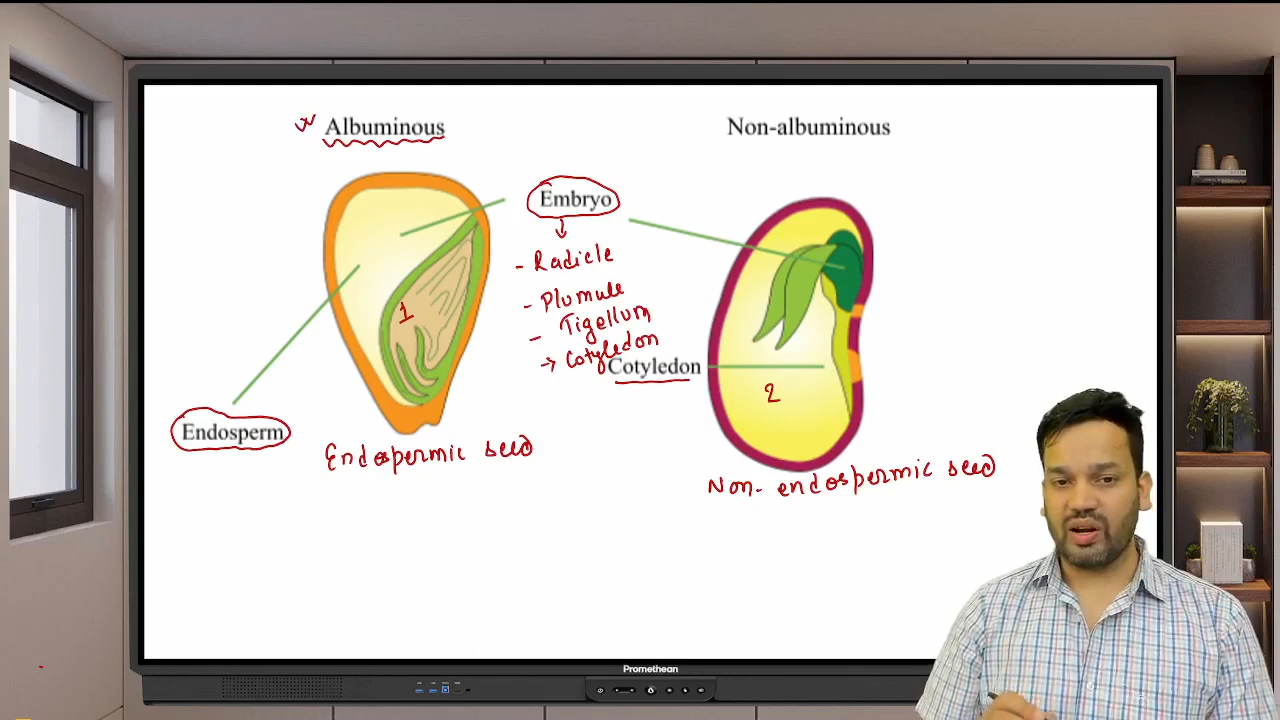 Albuminous
Non-albuminous
Embryo
- Radicle
- Plumule
- Tigellum
→ Cotyledon
Cotyledon
1
2
Endosperm
Endospermic seed
Non-endospermic seed
Promethean